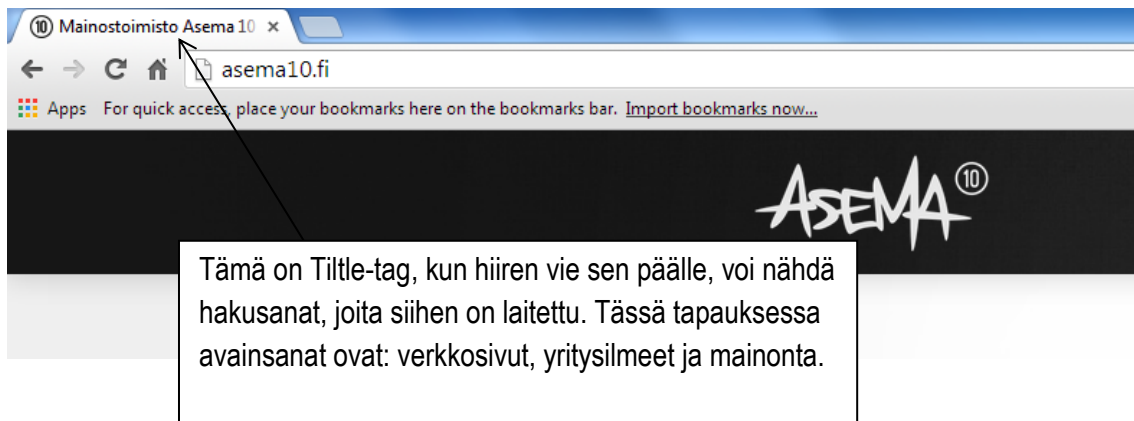 ⑩ Mainostoimisto Asema 10 ×
asema10.fi
Apps For quick access, place your bookmarks here on the bookmarks bar. Import bookmarks now...
ASEMA ⑩
Tämä on Tiltle-tag, kun hiiren vie sen päälle, voi nähdä
hakusanat, joita siihen on laitettu. Tässä tapauksessa
avainsanat ovat: verkkosivut, yritysilmeet ja mainonta.